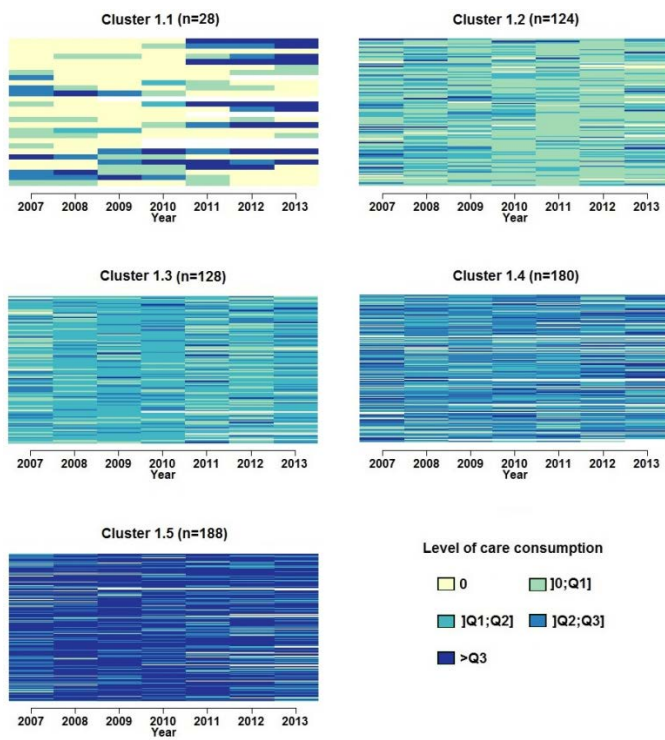 Cluster 1.1 (n=28)
Cluster 1.2 (n=124)
2007 2008 2009 2010 2011 2012 2013
Year
2007 2008 2009 2010 2011 2012 2013
Year
Cluster 1.3 (n=128)
Cluster 1.4 (n=180)
2007 2008 2009 2010 2011 2012 2013
Year
2007 2008 2009 2010 2011 2012 2013
Year
Cluster 1.5 (n=188)
2007 2008 2009 2010 2011 2012 2013
Year
Level of care consumption
0 ]0;Q1]
]Q1;Q2] ]Q2;Q3]
>Q3